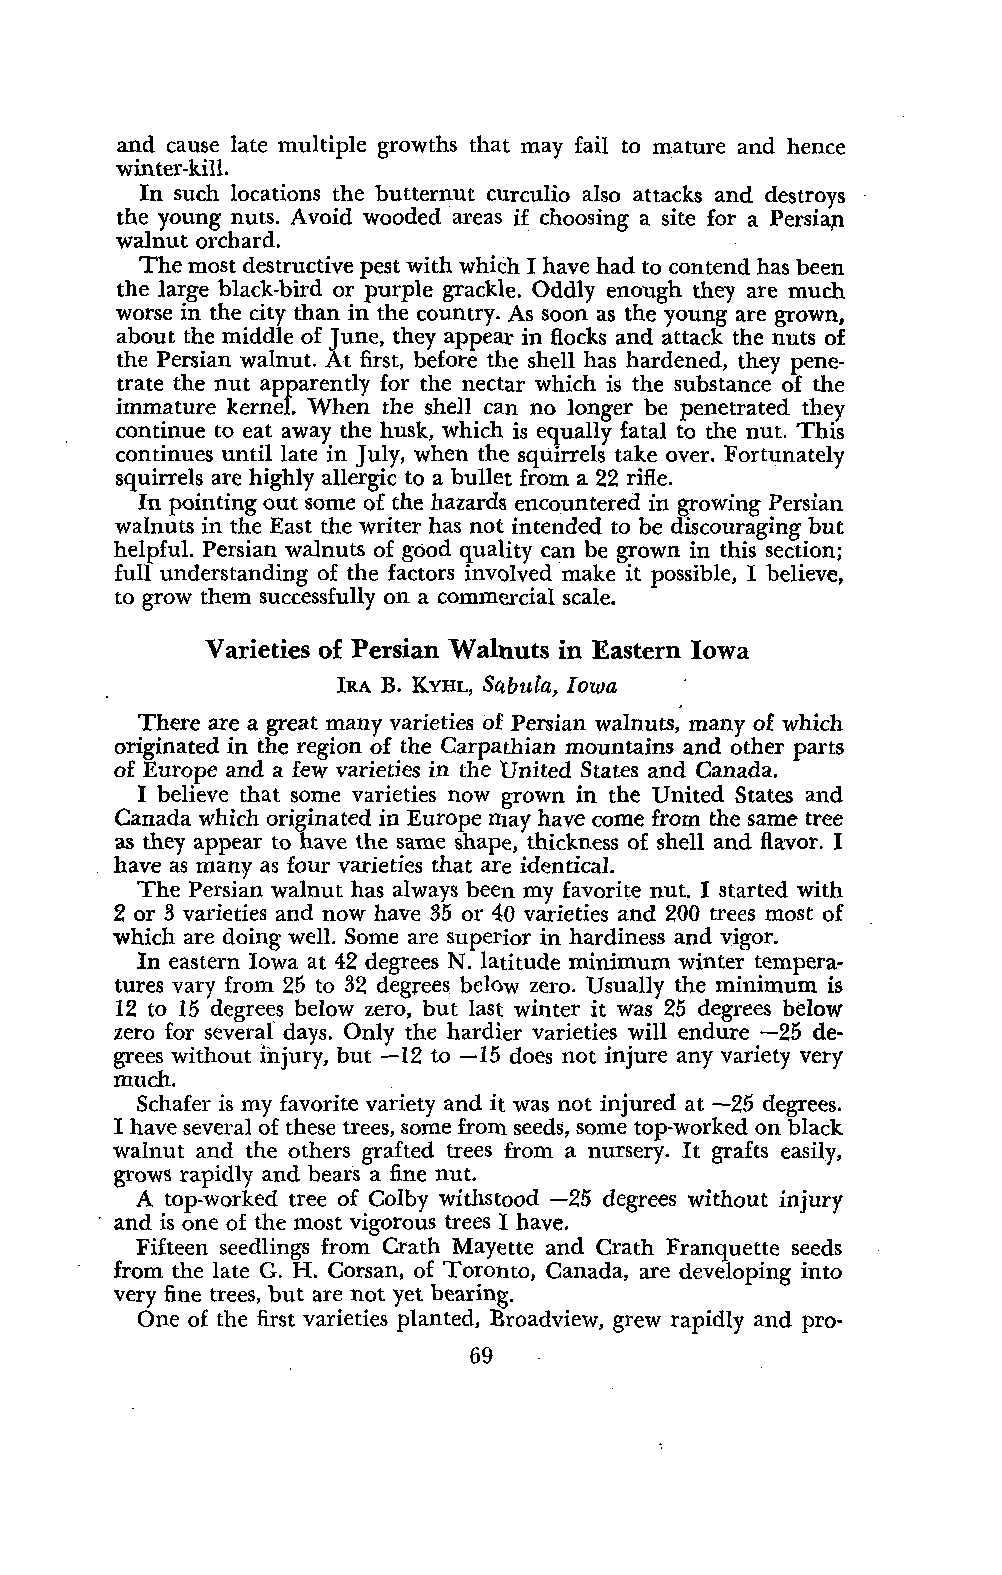 and cause late multiple growths that may fail to mature and hence
winter-kill.
In such locations the butternut curculio also attacks and destroys
the young nuts. Avoid wooded areas if choosing a site for a Persian
walnut orchard.
The most destructive pest with which I have had to contend has been
the large black-bird or purple grackle. Oddly enough they are much
worse in the city than in the country. As soon as the young are grown,
about the middle of June, they appear in flocks and attack the nuts of
the Persian walnut. At first, before the shell has hardened, they pene-
trate the nut apparently for the nectar which is the substance of the
immature kernel. When the shell can no longer be penetrated they
continue to eat away the husk, which is equally fatal to the nut. This
continues until late in July, when the squirrels take over. Fortunately
squirrels are highly allergic to a bullet from a 22 rifle.
In pointing out some of the hazards encountered in growing Persian
walnuts in the East the writer has not intended to be discouraging but
helpful. Persian walnuts of good quality can be grown in this section;
full understanding of the factors involved make it possible, I believe,
to grow them successfully on a commercial scale.
Varieties of Persian Walnuts in Eastern Iowa
IRA B. KYHL, Sabula, Iowa
There are a great many varieties of Persian walnuts, many of which
originated in the region of the Carpathian mountains and other parts
of Europe and a few varieties in the United States and Canada.
I believe that some varieties now grown in the United States and
Canada which originated in Europe may have come from the same tree
as they appear to have the same shape, thickness of shell and flavor. I
have as many as four varieties that are identical.
The Persian walnut has always been my favorite nut. I started with
2 or 3 varieties and now have 35 or 40 varieties and 200 trees most of
which are doing well. Some are superior in hardiness and vigor.
In eastern Iowa at 42 degrees N. latitude minimum winter tempera-
tures vary from 25 to 32 degrees below zero. Usually the minimum is
12 to 15 degrees below zero, but last winter it was 25 degrees below
zero for several days. Only the hardier varieties will endure —25 de-
grees without injury, but —12 to —15 does not injure any variety very
much.
Schafer is my favorite variety and it was not injured at —25 degrees.
I have several of these trees, some from seeds, some top-worked on black
walnut and the others grafted trees from a nursery. It grafts easily,
grows rapidly and bears a fine nut.
A top-worked tree of Colby withstood —25 degrees without injury
and is one of the most vigorous trees I have.
Fifteen seedlings from Crath Mayette and Crath Franquette seeds
from the late G. H. Corsan, of Toronto, Canada, are developing into
very fine trees, but are not yet bearing.
One of the first varieties planted, Broadview, grew rapidly and pro-
69